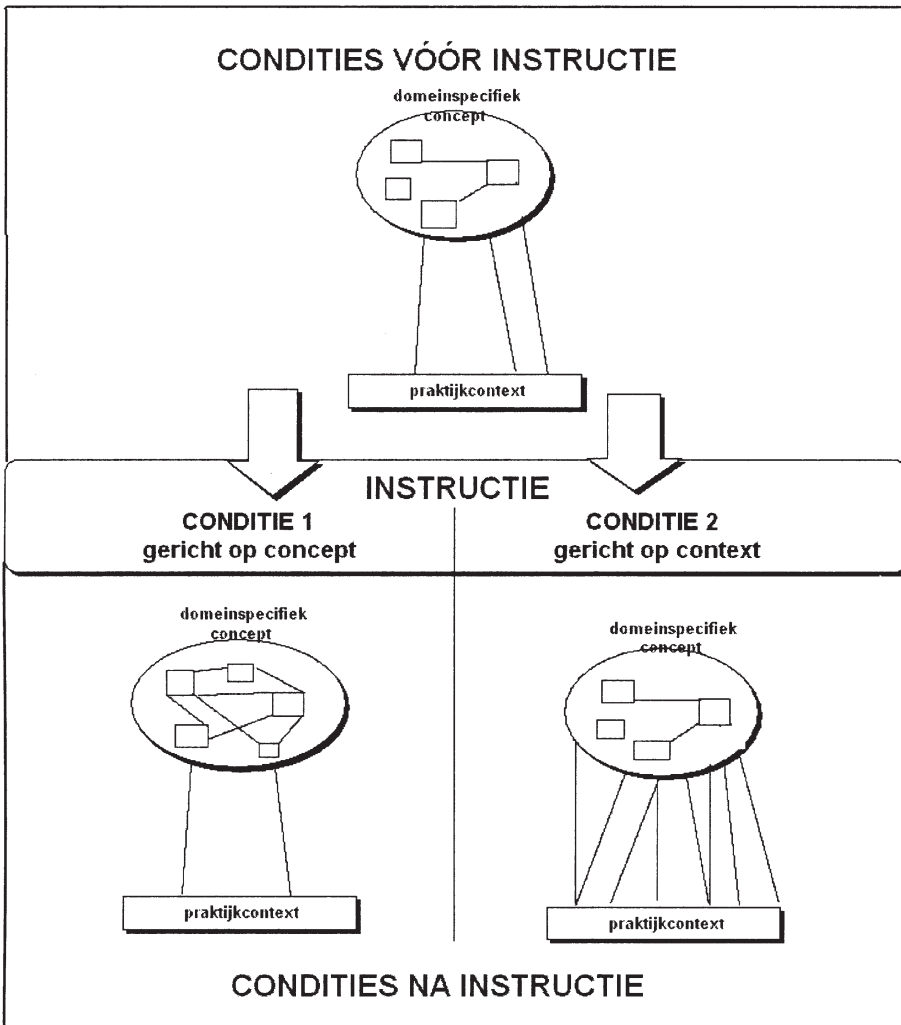 CONDITIES VÓÓR INSTRUCTIE
domeinspecifiek
concept
praktijkcontext
INSTRUCTIE
CONDITIE 1
gericht op concept
CONDITIE 2
gericht op context
domeinspecifiek
concept
praktijkcontext
domeinspecifiek
concept
praktijkcontext
CONDITIES NA INSTRUCTIE